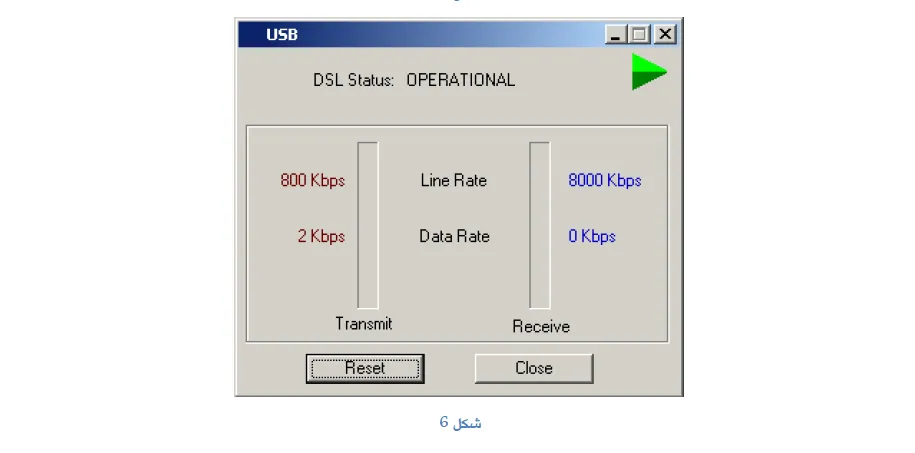 USB
DSL Status: OPERATIONAL
800 Kbps Line Rate 8000 Kbps
2 Kbps Data Rate 0 Kbps
Transmit Receive
Reset Close
شكل 6